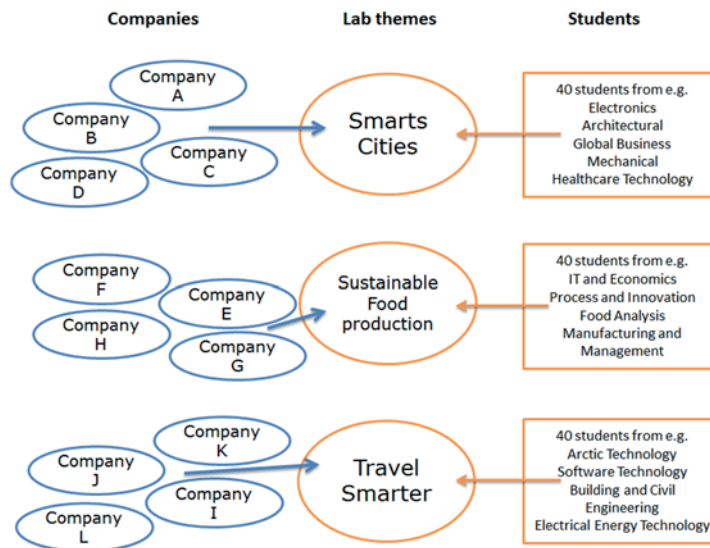 Companies
Lab themes
Students
Company
A
Company
B
Company
C
Company
D
Smarts
Cities
40 students from e.g.
Electronics
Architectural
Global Business
Mechanical
Healthcare Technology
Company
F
Company
E
Company
H
Company
G
Sustainable
Food
production
40 students from e.g.
IT and Economics
Process and Innovation
Food Analysis
Manufacturing and
Management
Company
K
Company
J
Company
I
Company
L
Travel
Smarter
40 students from e.g.
Arctic Technology
Software Technology
Building and Civil
Engineering
Electrical Energy Technology